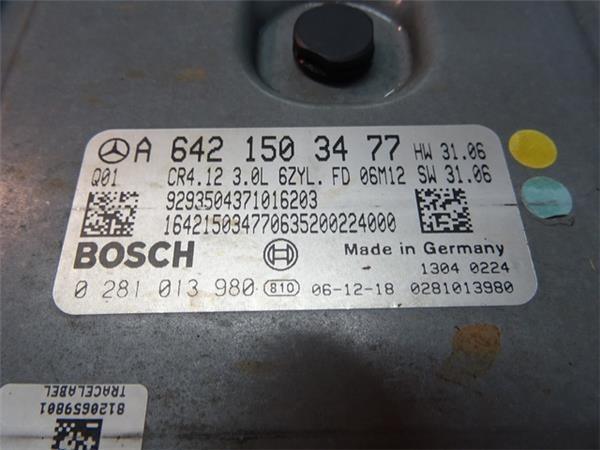 A 642 150 34 77 HW 31.06
Q01 CR4.12 3.0L 6ZYL. FD 06M12 SW 31.06
9293504371016203
164215034770635200224000
BOSCH Made in Germany
1304 0224
0 281 013 980 810 06-12-18 0281013980
8120659801
TRACELABEL